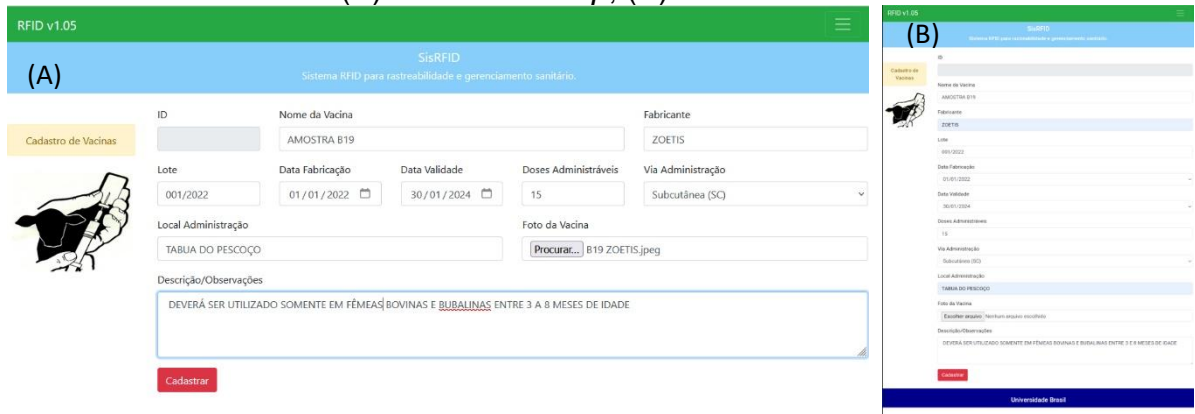 RFID v1.05
SisRFID
Sistema RFID para rastreabilidade e gerenciamento sanitário.
(A)
Cadastro de Vacinas
ID
Nome da Vacina
Fabricante
AMOSTRA B19
ZOETIS
Lote
Data Fabricação
Data Validade
Doses Administráveis
Via Administração
001/2022
01/01/2022
30/01/2024
15
Subcutânea (SC)
Local Administração
Foto da Vacina
TABUA DO PESCOÇO
Procurar... B19 ZOETIS.jpeg
Descrição/Observações
DEVERÁ SER UTILIZADO SOMENTE EM FÊMEAS BOVINAS E BUBALINAS ENTRE 3 A 8 MESES DE IDADE
Cadastrar
RFID v1.05
SisRFID
Sistema RFID para rastreabilidade e gerenciamento sanitário.
(B)
Cadastro de
Vacinas
ID
Nome da Vacina
AMOSTRA B19
Fabricante
ZOETIS
Lote
001/2022
Data Fabricação
01/01/2022
Data Validade
30/01/2024
Doses Administráveis
15
Via Administração
Subcutânea (SC)
Local Administração
TABUA DO PESCOÇO
Foto da Vacina
Escolher arquivo Nenhum arquivo escolhido
Descrição/Observações
DEVERA SER UTILIZADO SOMENTE EM FÊMEAS BOVINAS E BUBALINAS ENTRE 3 E 8 MESES DE IDADE
Cadastrar
Universidade Brasil